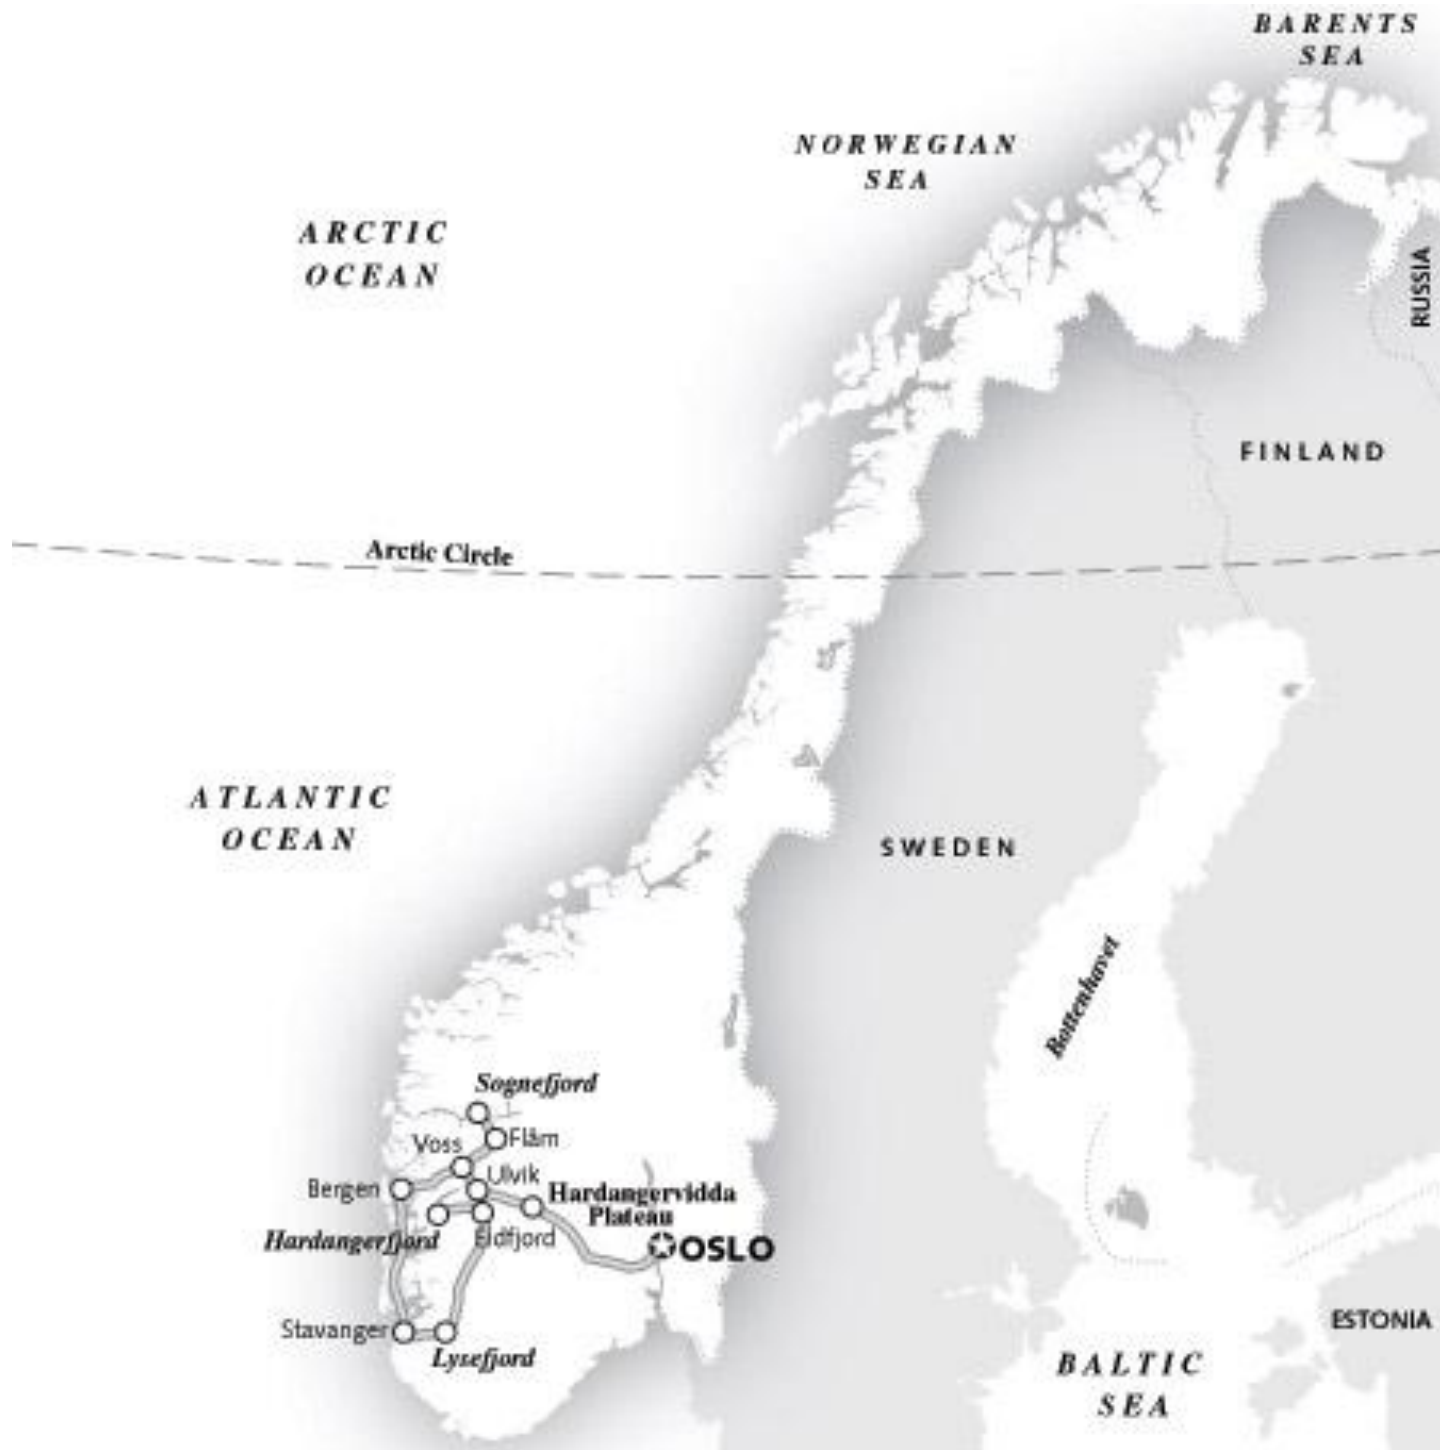 BARENTS
SEA
NORWEGIAN
SEA
ARCTIC
OCEAN
RUSSIA
FINLAND
Arctic Circle
ATLANTIC
OCEAN
SWEDEN
Bottenhavet
Sognefjord
Flåm
Voss
Ulvik
Bergen
Hardangervidda
Plateau
Hardangerfjord
Eidfjord
OSLO
Stavanger
Lysefjord
ESTONIA
BALTIC
SEA